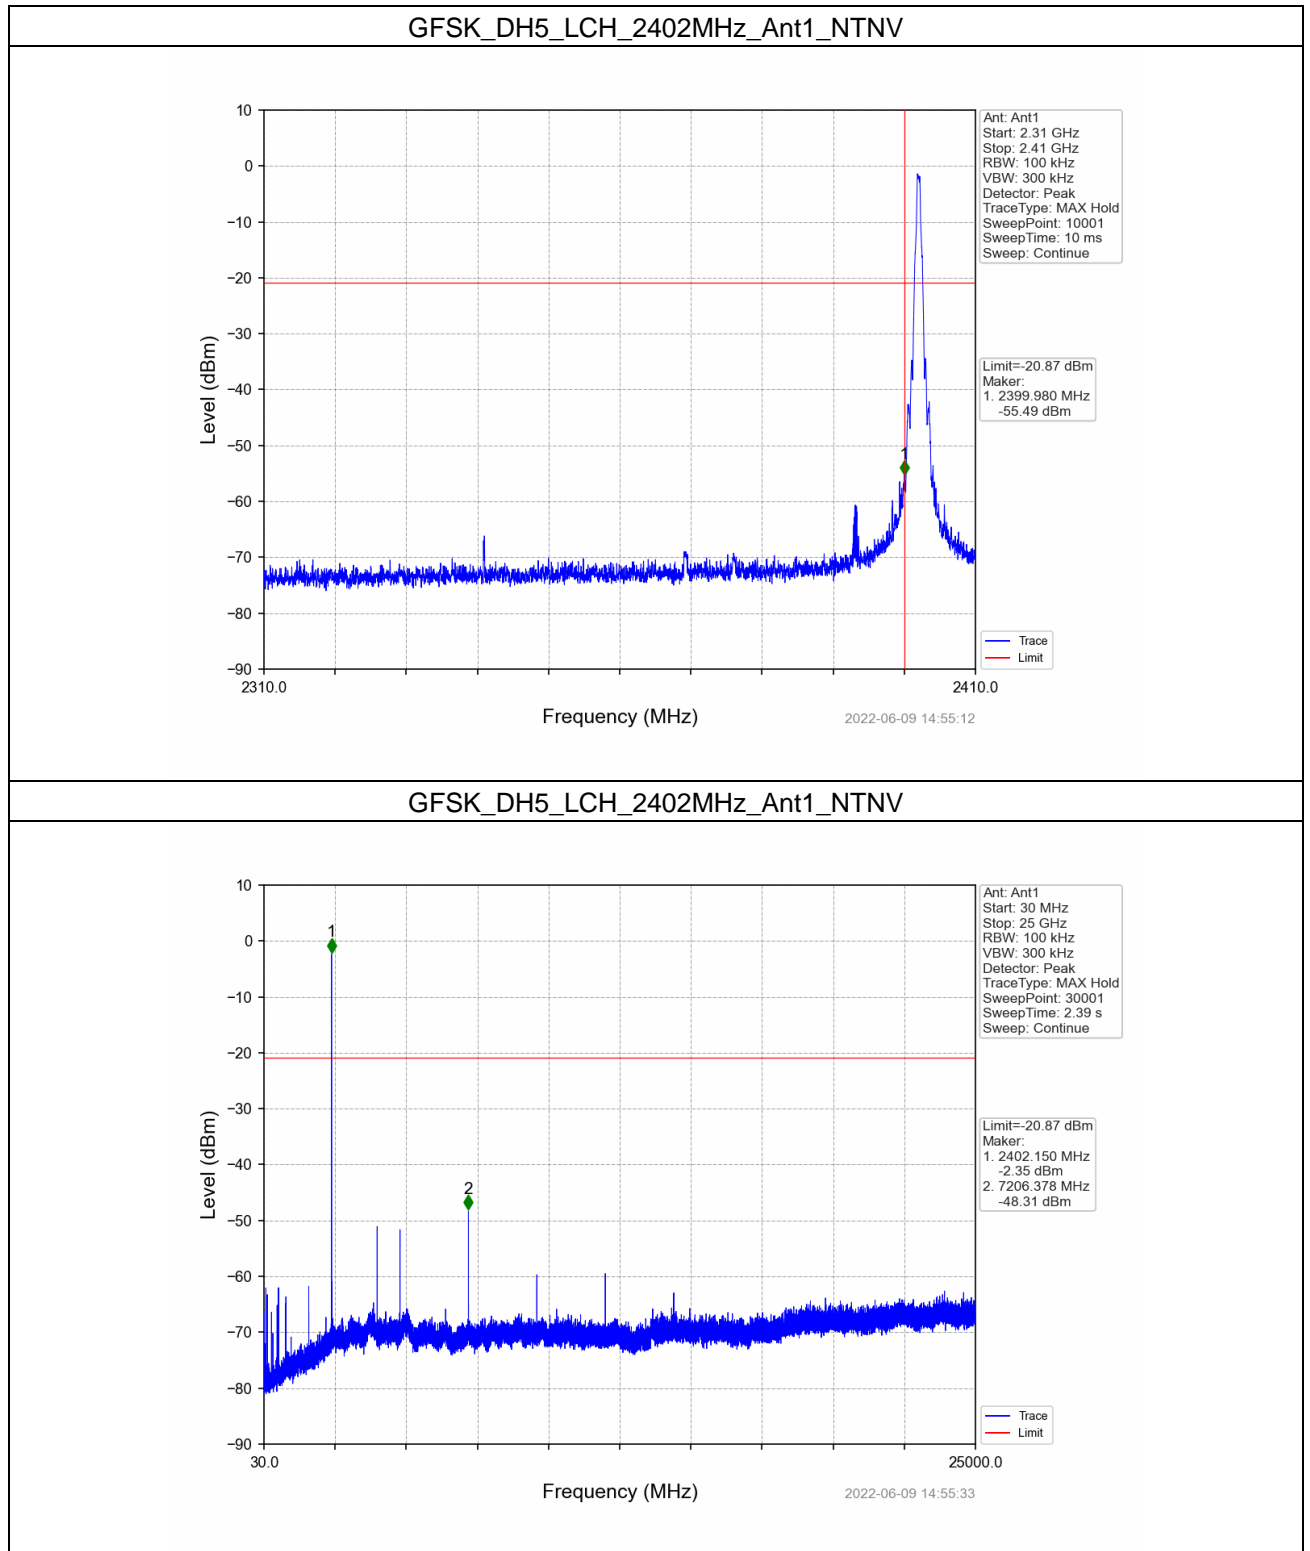 GFSK_DH5_LCH_2402MHz_Ant1_NTNV
10
0
−10
−20
−30
−40
−50
−60
−70
−80
−90
Level (dBm)
2310.0
2410.0
Frequency (MHz)
2022-06-09 14:55:12
1
Ant: Ant1
Start: 2.31 GHz
Stop: 2.41 GHz
RBW: 100 kHz
VBW: 300 kHz
Detector: Peak
TraceType: MAX Hold
SweepPoint: 10001
SweepTime: 10 ms
Sweep: Continue
Limit=-20.87 dBm
Maker:
1. 2399.980 MHz
-55.49 dBm
Trace
Limit
GFSK_DH5_LCH_2402MHz_Ant1_NTNV
10
0
−10
−20
−30
−40
−50
−60
−70
−80
−90
Level (dBm)
30.0
25000.0
Frequency (MHz)
2022-06-09 14:55:33
1
2
Ant: Ant1
Start: 30 MHz
Stop: 25 GHz
RBW: 100 kHz
VBW: 300 kHz
Detector: Peak
TraceType: MAX Hold
SweepPoint: 30001
SweepTime: 2.39 s
Sweep: Continue
Limit=-20.87 dBm
Maker:
1. 2402.150 MHz
-2.35 dBm
2. 7206.378 MHz
-48.31 dBm
Trace
Limit